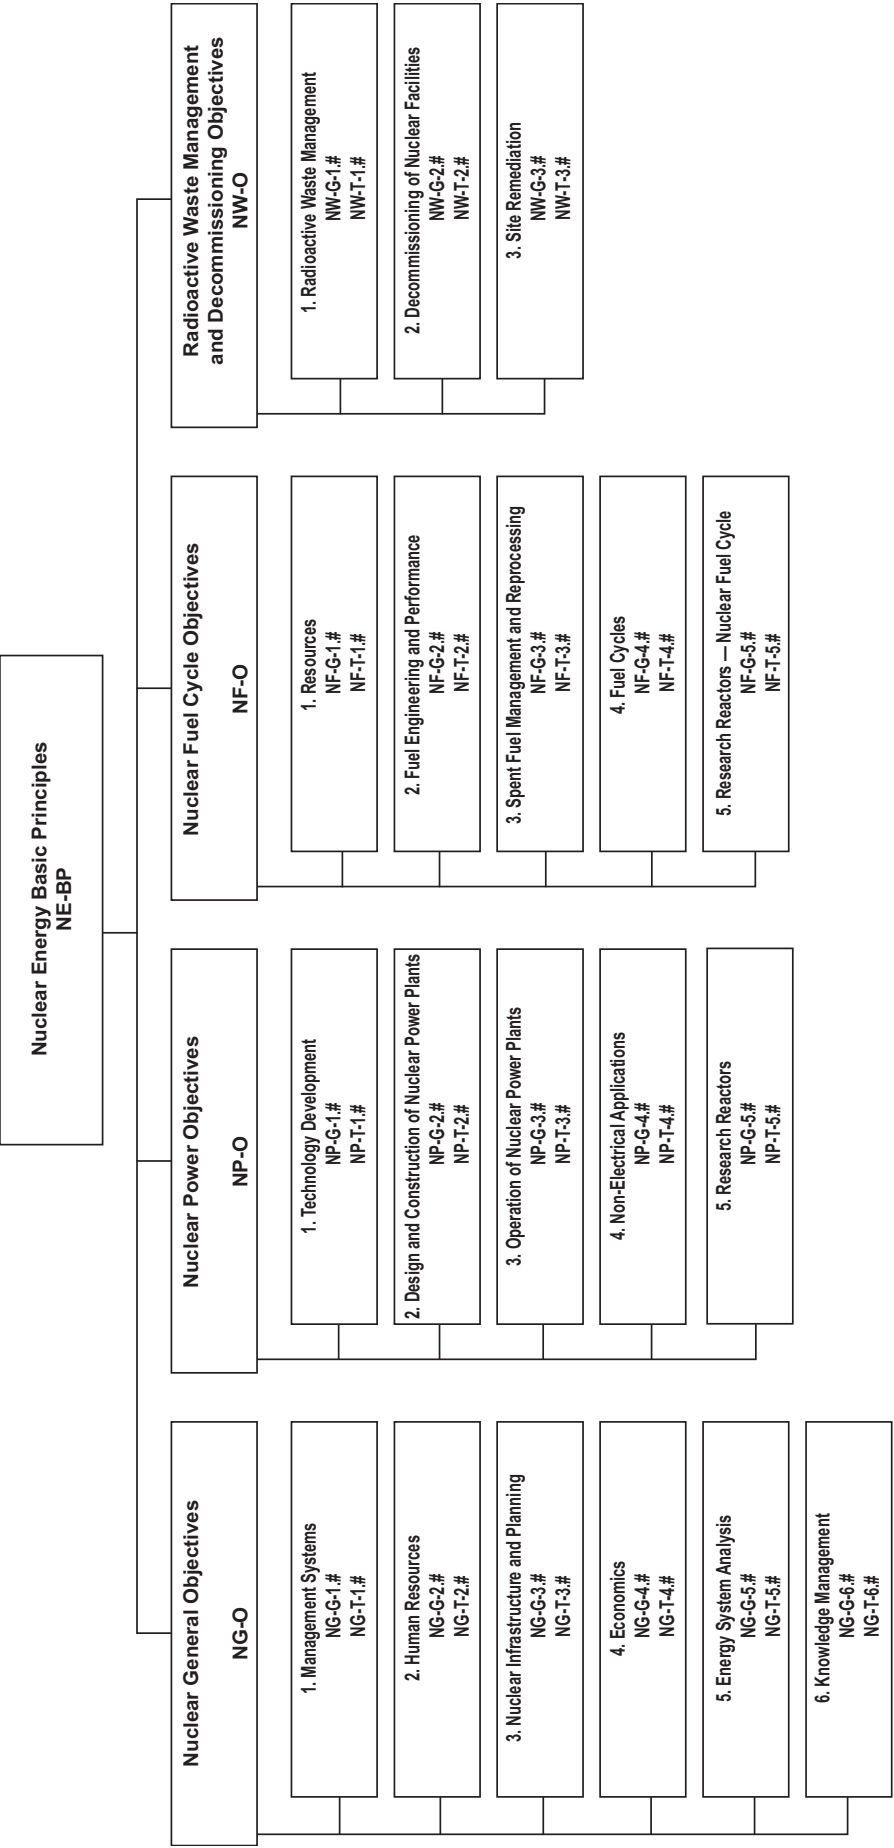 Nuclear Energy Basic Principles
NE-BP
Nuclear General Objectives
NG-O
1. Management Systems
NG-G-1.#
NG-T-1.#
2. Human Resources
NG-G-2.#
NG-T-2.#
3. Nuclear Infrastructure and Planning
NG-G-3.#
NG-T-3.#
4. Economics
NG-G-4.#
NG-T-4.#
5. Energy System Analysis
NG-G-5.#
NG-T-5.#
6. Knowledge Management
NG-G-6.#
NG-T-6.#
Nuclear Power Objectives
NP-O
1. Technology Development
NP-G-1.#
NP-T-1.#
2. Design and Construction of Nuclear Power Plants
NP-G-2.#
NP-T-2.#
3. Operation of Nuclear Power Plants
NP-G-3.#
NP-T-3.#
4. Non-Electrical Applications
NP-G-4.#
NP-T-4.#
5. Research Reactors
NP-G-5.#
NP-T-5.#
Nuclear Fuel Cycle Objectives
NF-O
1. Resources
NF-G-1.#
NF-T-1.#
2. Fuel Engineering and Performance
NF-G-2.#
NF-T-2.#
3. Spent Fuel Management and Reprocessing
NF-G-3.#
NF-T-3.#
4. Fuel Cycles
NF-G-4.#
NF-T-4.#
5. Research Reactors — Nuclear Fuel Cycle
NF-G-5.#
NF-T-5.#
Radioactive Waste Management
and Decommissioning Objectives
NW-O
1. Radioactive Waste Management
NW-G-1.#
NW-T-1.#
2. Decommissioning of Nuclear Facilities
NW-G-2.#
NW-T-2.#
3. Site Remediation
NW-G-3.#
NW-T-3.#